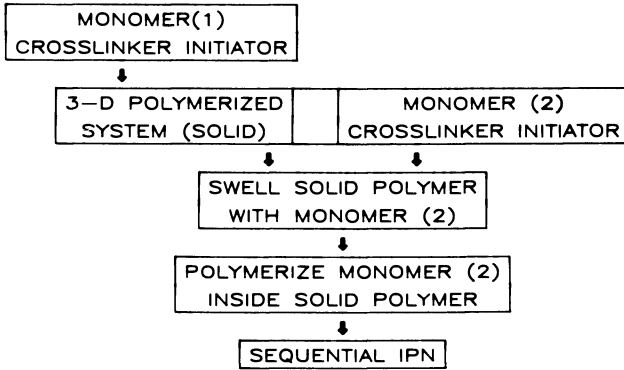 MONOMER(1)
CROSSLINKER INITIATOR
3-D POLYMERIZED
SYSTEM (SOLID)
MONOMER (2)
CROSSLINKER INITIATOR
SWELL SOLID POLYMER
WITH MONOMER (2)
POLYMERIZE MONOMER (2)
INSIDE SOLID POLYMER
SEQUENTIAL IPN